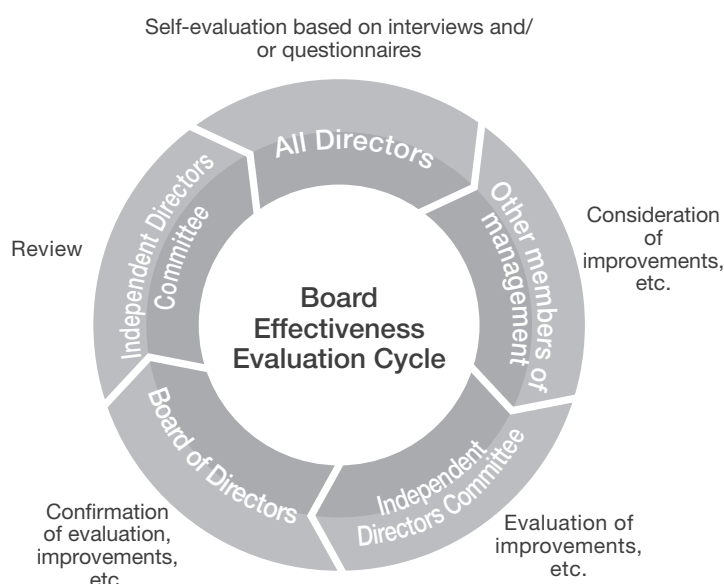 Self-evaluation based on interviews and/
or questionnaires
All Directors
Other members of
management
Consideration
of
improvements,
etc.
Independent
Directors Committee
Evaluation of
improvements,
etc.
Board of Directors
Confirmation
of evaluation,
improvements,
etc.
Independent Directors
Committee
Review
Board
Effectiveness
Evaluation Cycle